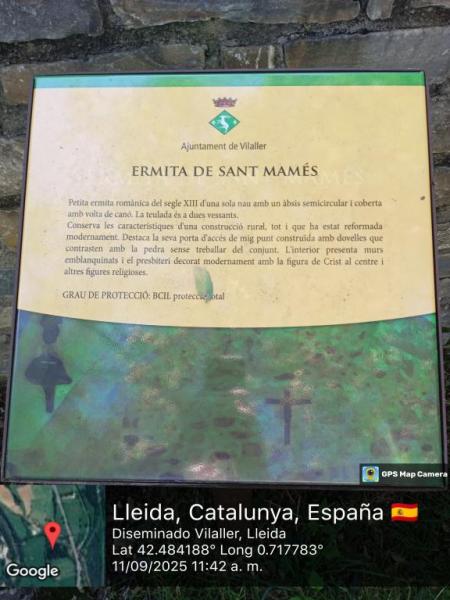 Ajuntament de Vilaller
ERMITA DE SANT MAMÉS
Petita ermita romànica del segle XIII d'una sola nau amb un àbsis semicircular i coberta
amb volta de canó. La teulada és a dues vessants.
Conserva les característiques d'una construcció rural, tot i que ha estat reformada
modernament. Destaca la seva porta d'accés de mig punt construïda amb dovelles que
contrasten amb la pedra sense treballar del conjunt. L'interior presenta murs
emblanquinats i el presbiteri decorat modernament amb la figura de Crist al centre i
altres figures religioses.
GRAU DE PROTECCIÓ: BCIL protecció total
GPS Map Camera
Lleida, Catalunya, España
Diseminado Vilaller, Lleida
Lat 42.484188° Long 0.717783°
11/09/2025 11:42 a. m.
Google